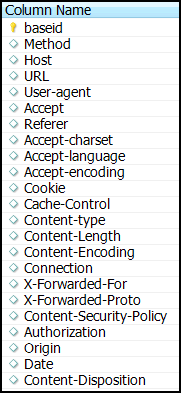 Column Name
baseid
Method
Host
URL
User-agent
Accept
Referer
Accept-charset
Accept-language
Accept-encoding
Cookie
Cache-Control
Content-type
Content-Length
Content-Encoding
Connection
X-Forwarded-For
X-Forwarded-Proto
Content-Security-Policy
Authorization
Origin
Date
Content-Disposition